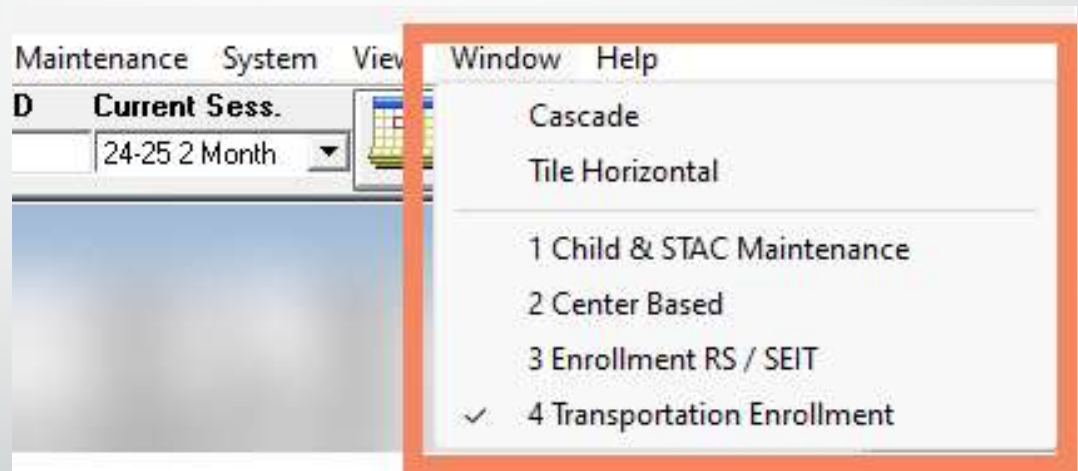 Maintenance System View Window Help
D Current Sess.
24-25 2 Month
Cascade
Tile Horizontal
1 Child & STAC Maintenance
2 Center Based
3 Enrollment RS / SEIT
✓ 4 Transportation Enrollment